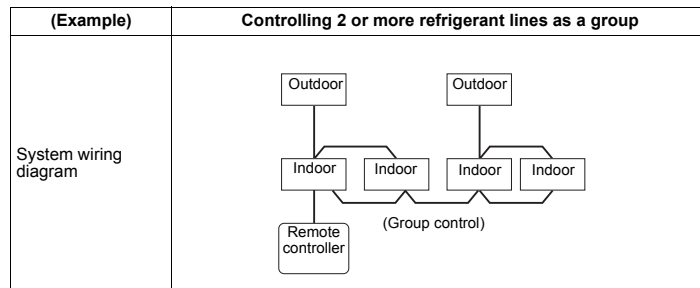 (Example)
Controlling 2 or more refrigerant lines as a group
System wiring
diagram
Outdoor
Outdoor
Indoor
Indoor
Indoor
Indoor
(Group control)
Remote
controller